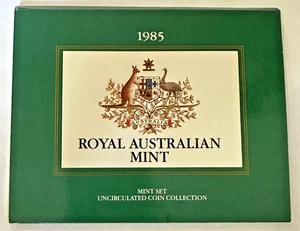 1985
AUSTRALIA
ROYAL AUSTRALIAN
MINT
MINT SET
UNCIRCULATED COIN COLLECTION